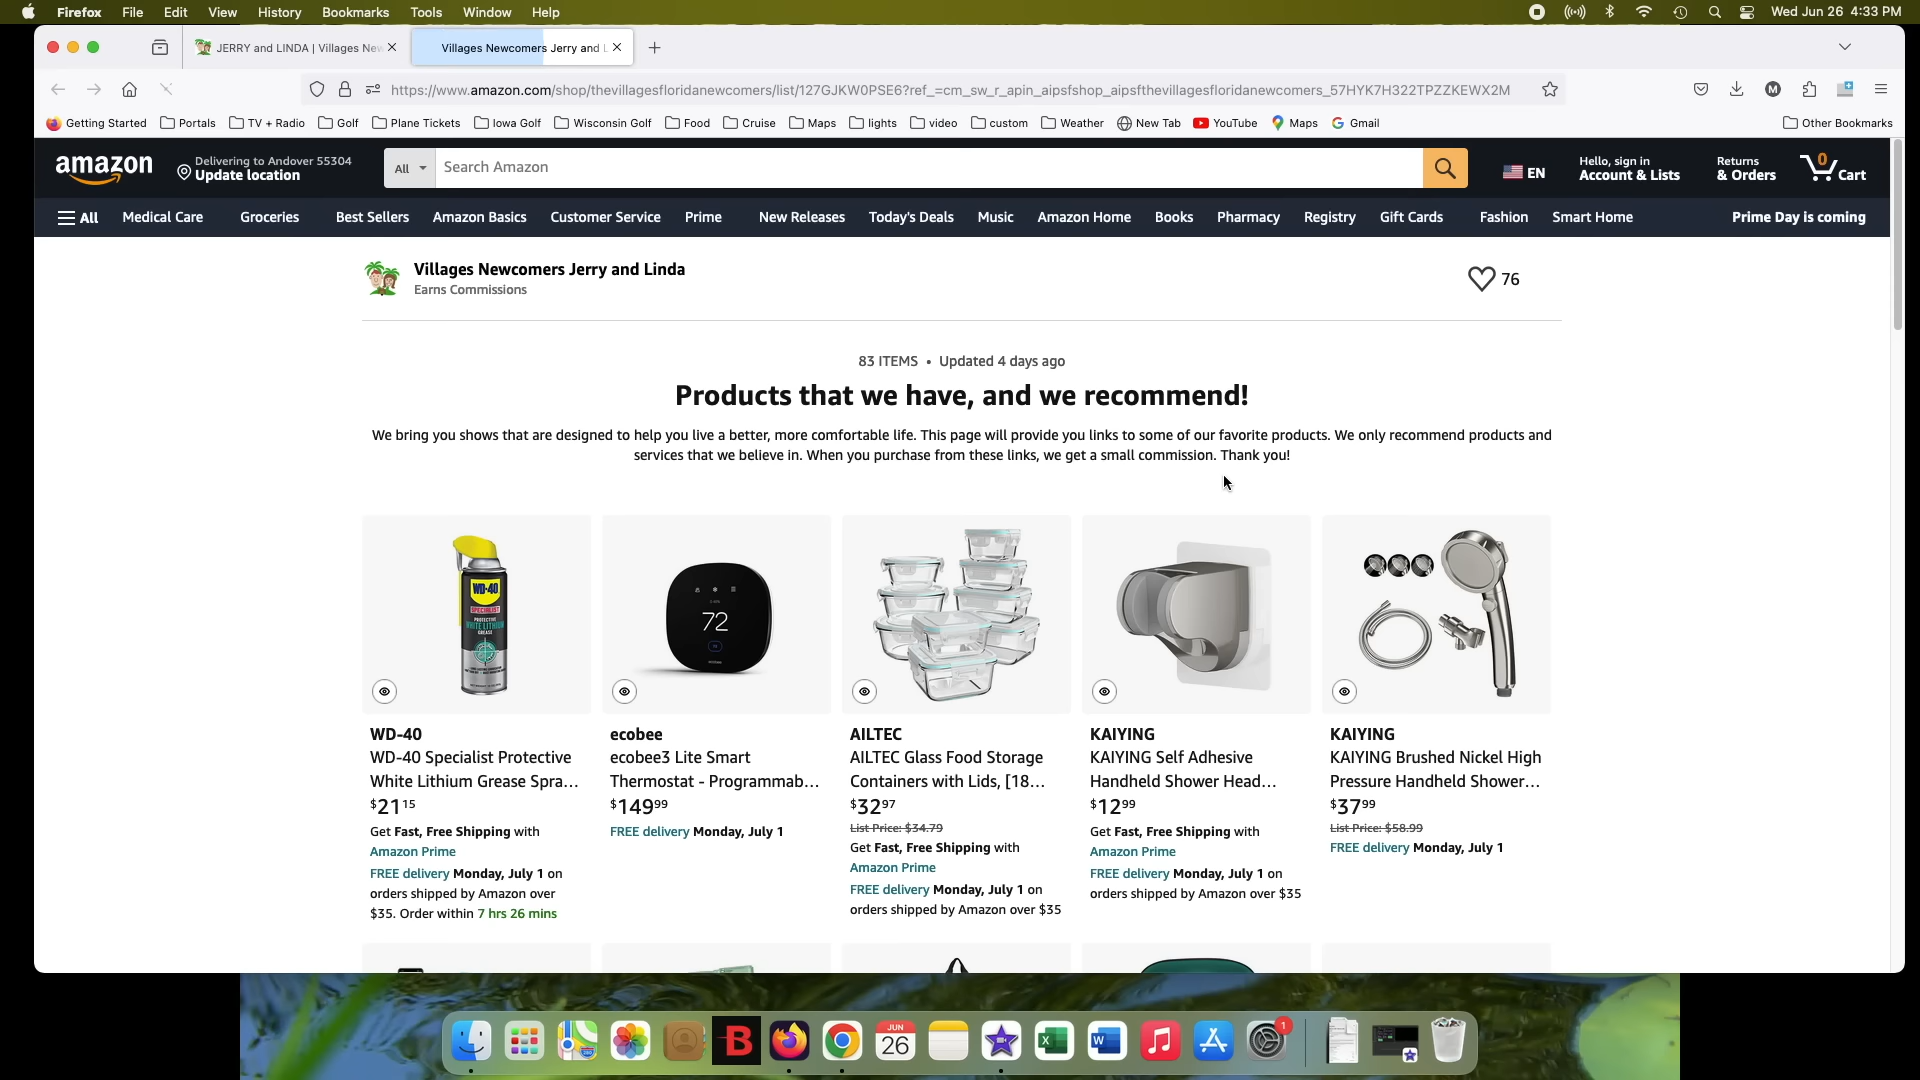 Firefox File Edit View History Bookmarks Tools Window Help Wed Jun 26 4:33 PM
JERRY and LINDA | Villages New Villages Newcomers Jerry and L
https://www.amazon.com/shop/thevillagesfloridanewcomers/list/127GJKW0PSE6?ref_=cm_sw_r_apin_aipsfshop_aipsfthevillagesfloridanewcomers_57HYK7H322TPZZKEWX2M
Getting Started Portals TV + Radio Golf Plane Tickets Iowa Golf Wisconsin Golf Food Cruise Maps lights video custom Weather New Tab YouTube Maps Gmail Other Bookmarks
amazon Delivering to Andover 55304 Update location All Search Amazon EN Hello, sign in Account & Lists Returns & Orders 0 Cart
All Medical Care Groceries Best Sellers Amazon Basics Customer Service Prime New Releases Today's Deals Music Amazon Home Books Pharmacy Registry Gift Cards Fashion Smart Home Prime Day is coming
Villages Newcomers Jerry and Linda
Earns Commissions
76
83 ITEMS • Updated 4 days ago
Products that we have, and we recommend!
We bring you shows that are designed to help you live a better, more comfortable life. This page will provide you links to some of our favorite products. We only recommend products and
services that we believe in. When you purchase from these links, we get a small commission. Thank you!
WD-40
WD-40 Specialist Protective
White Lithium Grease Spra...
$21 15
Get Fast, Free Shipping with
Amazon Prime
FREE delivery Monday, July 1 on
orders shipped by Amazon over
$35. Order within 7 hrs 26 mins
72
ecobee
ecobee3 Lite Smart
Thermostat - Programmab...
$149 99
FREE delivery Monday, July 1
AILTEC
AILTEC Glass Food Storage
Containers with Lids, [18...
$32 97
List Price: $34.79
Get Fast, Free Shipping with
Amazon Prime
FREE delivery Monday, July 1 on
orders shipped by Amazon over $35
KAIYING
KAIYING Self Adhesive
Handheld Shower Head...
$12 99
Get Fast, Free Shipping with
Amazon Prime
FREE delivery Monday, July 1 on
orders shipped by Amazon over $35
KAIYING
KAIYING Brushed Nickel High
Pressure Handheld Shower...
$37 99
List Price: $58.99
FREE delivery Monday, July 1
JUN
26
1